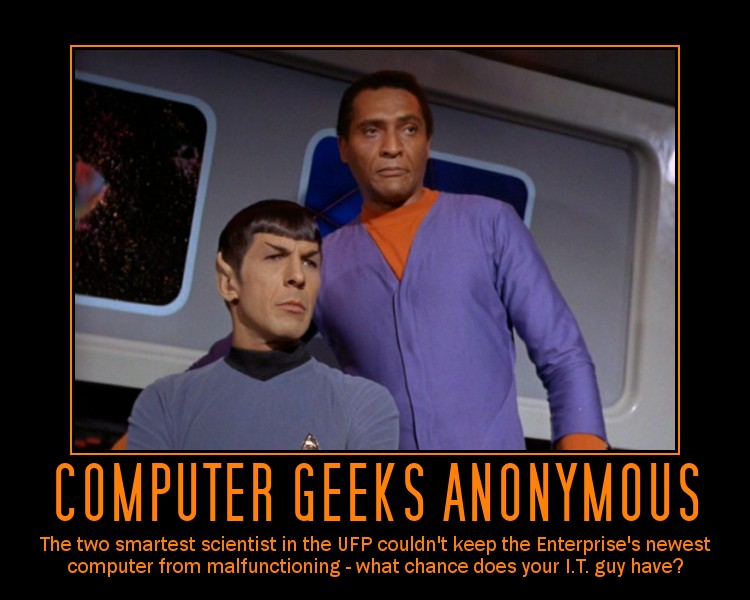 COMPUTER GEEKS ANONYMOUS
The two smartest scientist in the UFP couldn't keep the Enterprise's newest
computer from malfunctioning - what chance does your I.T. guy have?